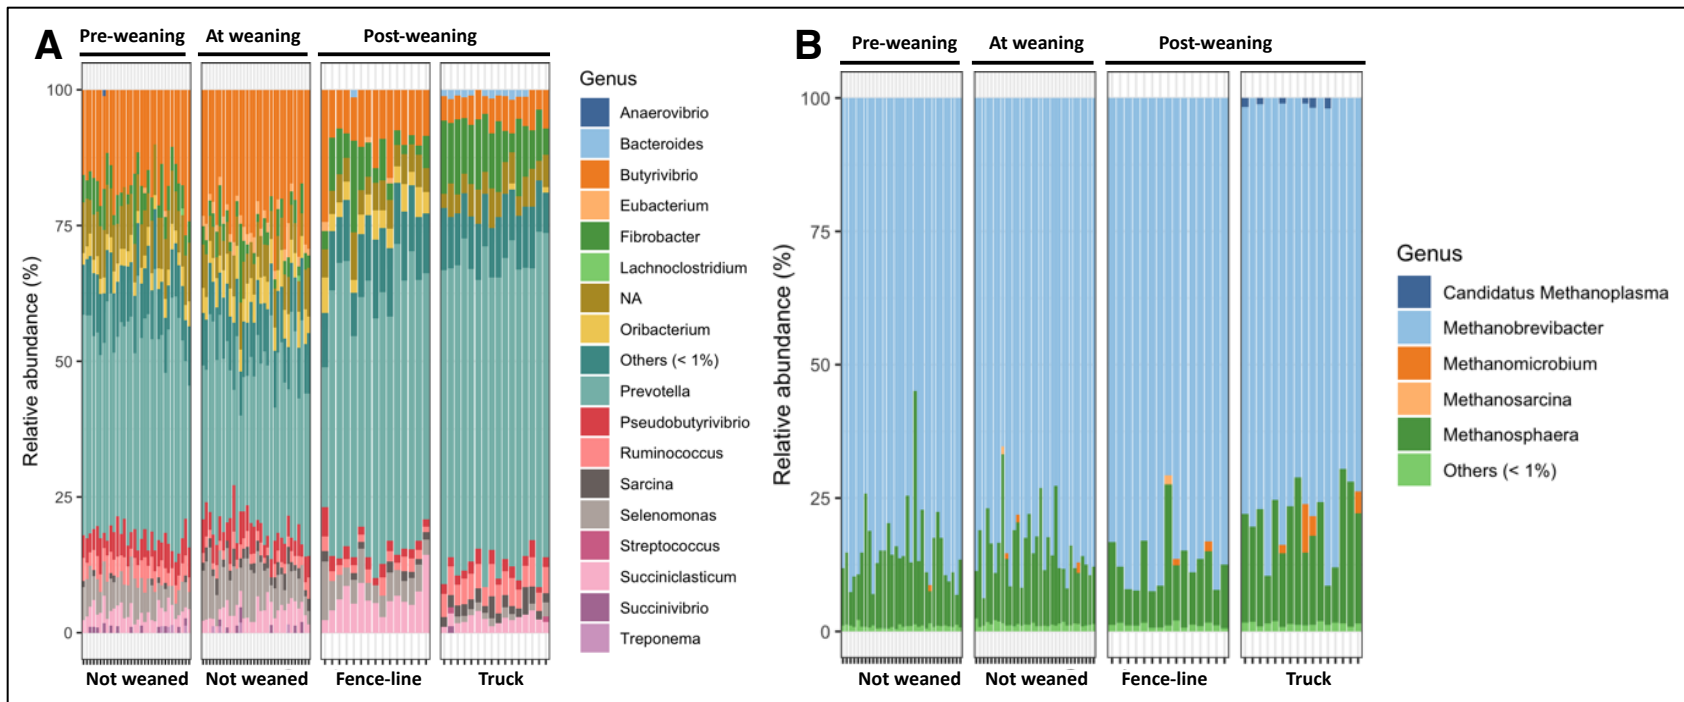 A
Pre-weaning
At weaning
Post-weaning
Relative abundance (%)
100
75
50
25
0
Not weaned
Not weaned
Fence-line
Truck
Genus
Anaerovibrio
Bacteroides
Butyrivibrio
Eubacterium
Fibrobacter
Lachnoclostridium
NA
Oribacterium
Others (< 1%)
Prevotella
Pseudobutyrivibrio
Ruminococcus
Sarcina
Selenomonas
Streptococcus
Succiniclasticum
Succinivibrio
Treponema
B
Pre-weaning
At weaning
Post-weaning
Relative abundance (%)
100
75
50
25
0
Not weaned
Not weaned
Fence-line
Truck
Genus
Candidatus Methanoplasma
Methanobrevibacter
Methanomicrobium
Methanosarcina
Methanosphaera
Others (< 1%)